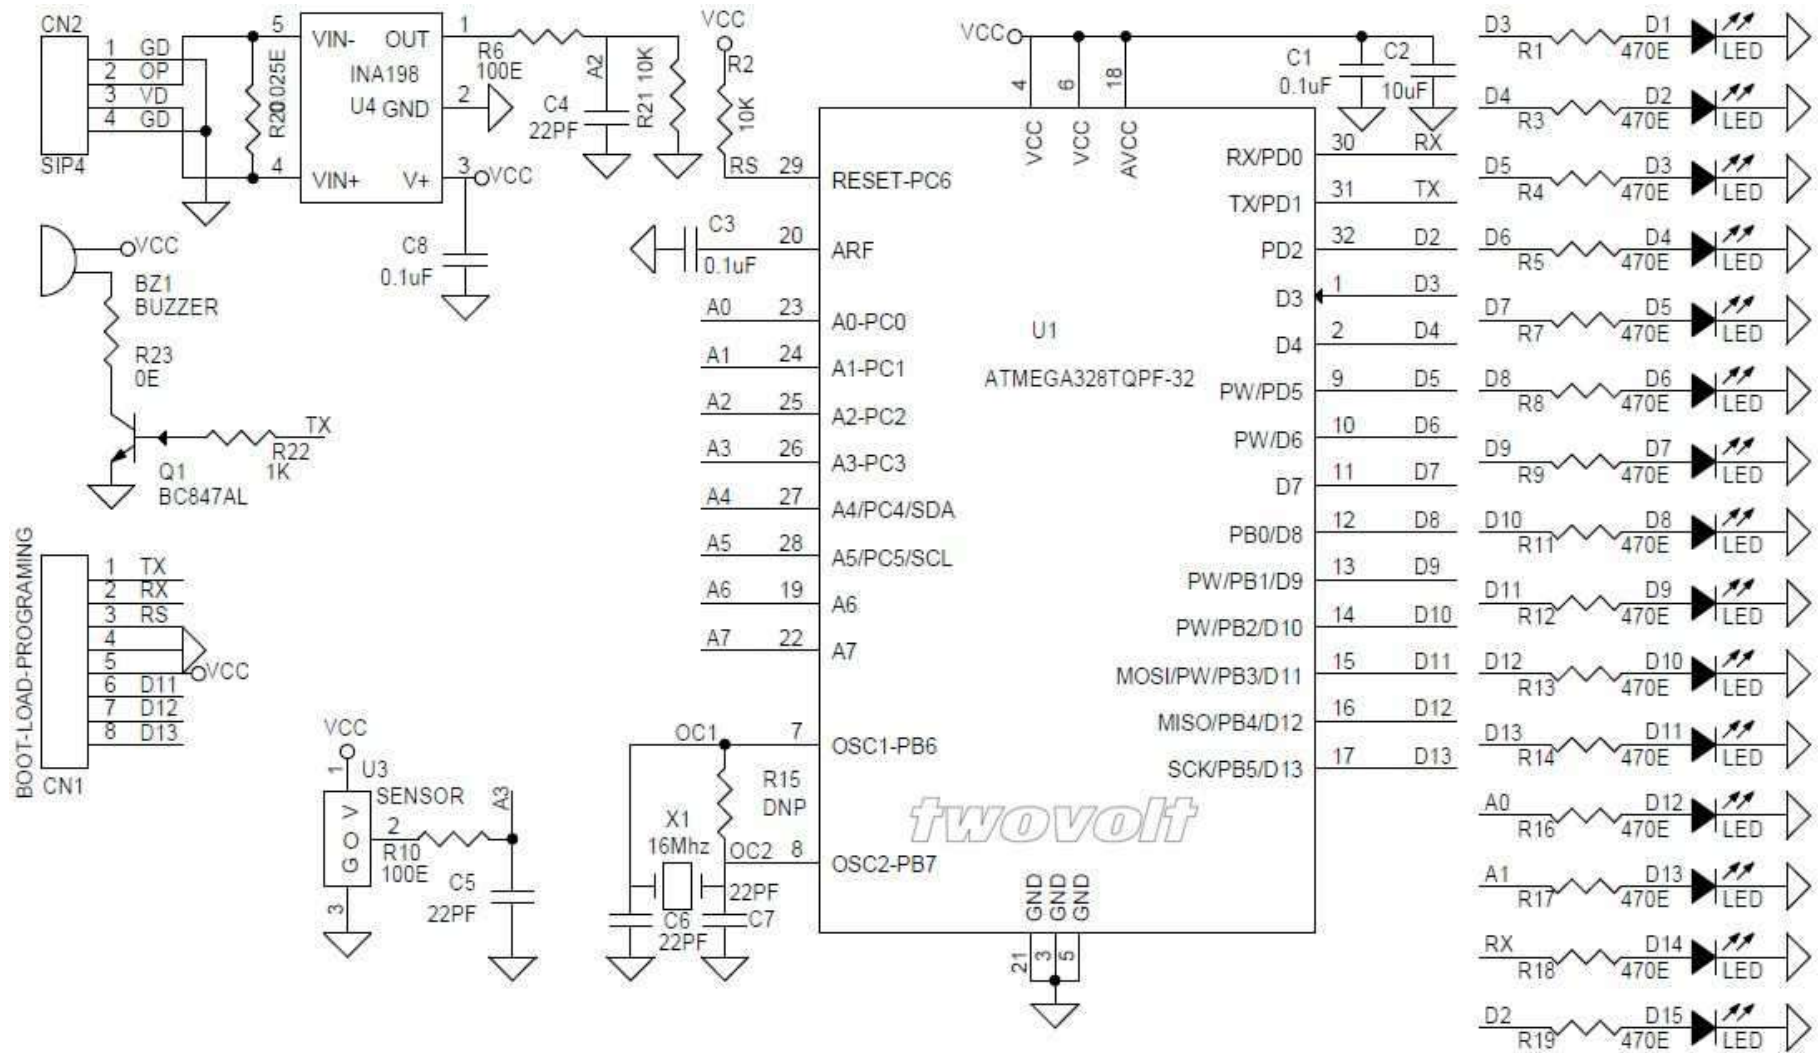 CN2
1 GD
2 OP
3 VD
4 GD
SIP4
5 VIN- OUT 1
INA198
U4 GND 2
4 VIN+ V+ 3
VCC
R20 0.025E
R6
100E
A2
C4
22PF
R21 10K
C8
0.1uF
VCC
R2
10K
RS 29 RESET-PC6
C3
0.1uF
20 ARF
A0 23 A0-PC0
A1 24 A1-PC1
A2 25 A2-PC2
A3 26 A3-PC3
A4 27 A4/PC4/SDA
A5 28 A5/PC5/SCL
A6 19 A6
A7 22 A7
OC1 7 OSC1-PB6
R15
DNP
X1
16Mhz
OC2 8 OSC2-PB7
22PF
C6 C7
22PF
VCC
BZ1
BUZZER
R23
0E
TX
R22
1K
Q1
BC847AL
BOOT-LOAD-PROGRAMING
1 TX
2 RX
3 RS
4
5 VCC
6 D11
7 D12
8 D13
CN1
VCC
1 U3
SENSOR
V
O
G
2
R10
100E
3
A3
C5
22PF
VCC
4 6 18
VCC VCC AVCC
C1
0.1uF
C2
10uF
U1
ATMEGA328TQPF-32
RX/PD0 30 RX
TX/PD1 31 TX
PD2 32 D2
D3 1 D3
D4 2 D4
PW/PD5 9 D5
PW/D6 10 D6
D7 11 D7
PB0/D8 12 D8
PW/PB1/D9 13 D9
PW/PB2/D10 14 D10
MOSI/PW/PB3/D11 15 D11
MISO/PB4/D12 16 D12
SCK/PB5/D13 17 D13
twovolt
GND GND GND
21 3 5
D3 D1
R1 470E LED
D4 D2
R3 470E LED
D5 D3
R4 470E LED
D6 D4
R5 470E LED
D7 D5
R7 470E LED
D8 D6
R8 470E LED
D9 D7
R9 470E LED
D10 D8
R11 470E LED
D11 D9
R12 470E LED
D12 D10
R13 470E LED
D13 D11
R14 470E LED
A0 D12
R16 470E LED
A1 D13
R17 470E LED
RX D14
R18 470E LED
D2 D15
R19 470E LED